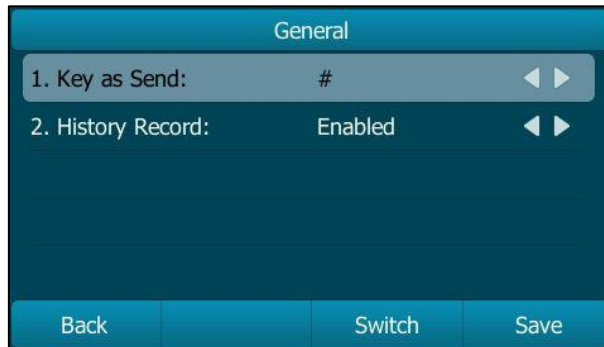 General
1. Key as Send: #
2. History Record: Enabled
Back Switch Save